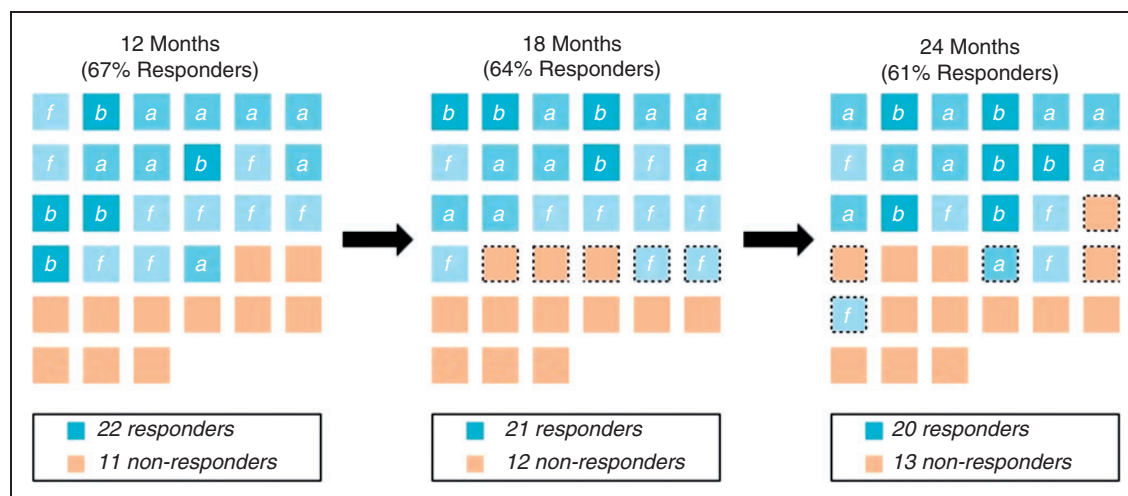 12 Months
(67% Responders)
f b a a a a
f a a b f a
b b f f f f
b f f a
22 responders
11 non-responders
18 Months
(64% Responders)
b b a b a a
f a a b f a
a a f f f f
f f f
21 responders
12 non-responders
24 Months
(61% Responders)
a b a b a a
f a a b b a
a b f b f
a f
f
20 responders
13 non-responders